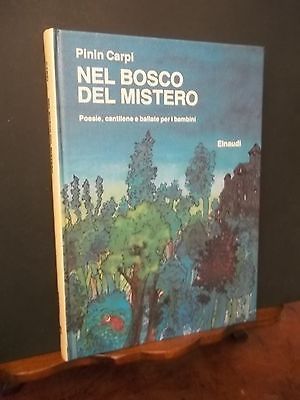 Pinin Carpi
NEL BOSCO
DEL MISTERO
Poesie, cantilene e ballate per i bambini
Einaudi